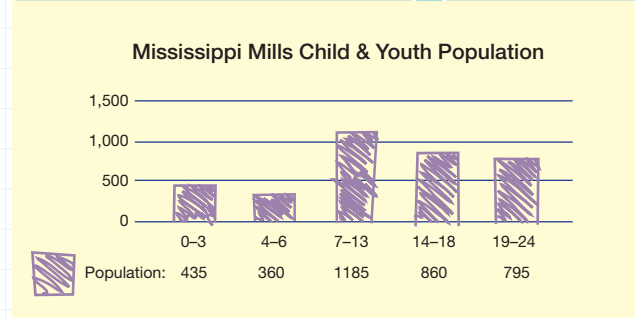 Mississippi Mills Child & Youth Population
1,500
1,000
500
0
0–3 4–6 7–13 14–18 19–24
Population: 435 360 1185 860 795